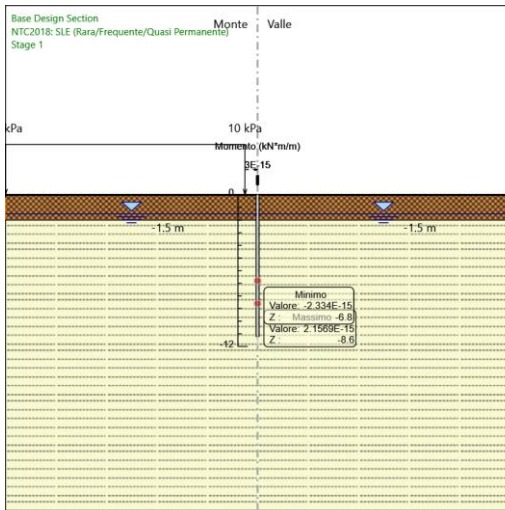 Base Design Section
NTC2018: SLE (Rara/Frequente/Quasi Permanente)
Stage 1
Monte
Valle
kPa
10 kPa
Momento (kN*m/m)
3E-15
0
-1.5 m
-1.5 m
Minimo
Valore: -2.334E-15
Z : Massimo -6.8
Valore: 2.1569E-15
Z : -8.6
-12